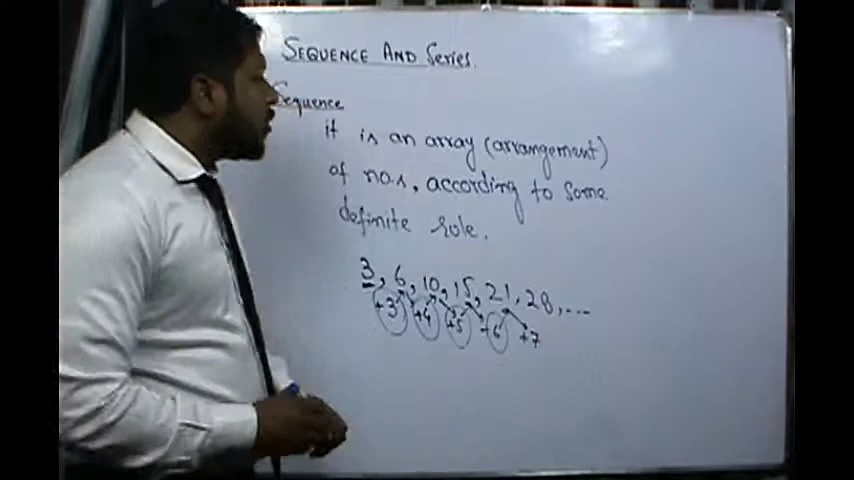 SEQUENCE AND Series.
Sequence
it is an array (arrangement)
of no.s, according to some
definite role.
3, 6, 10, 15, 21, 28, ...
+3 +4 +5 +6 +7